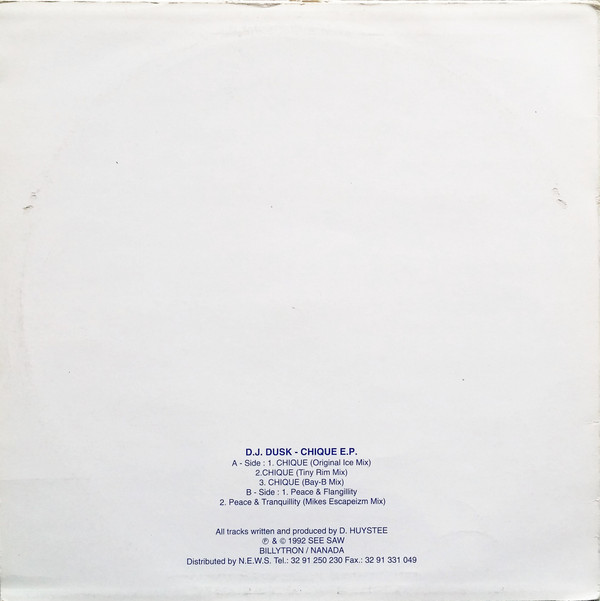 D.J. DUSK - CHIQUE E.P.
A - Side : 1. CHIQUE (Original Ice Mix)
2.CHIQUE (Tiny Rim Mix)
3. CHIQUE (Bay-B Mix)
B - Side : 1. Peace & Flangillity
2. Peace & Tranquillity (Mikes Escapeizm Mix)
All tracks written and produced by D. HUYSTEE
℗ & © 1992 SEE SAW
BILLYTRON / NANADA
Distributed by N.E.W.S. Tel.: 32 91 250 230 Fax.: 32 91 331 049